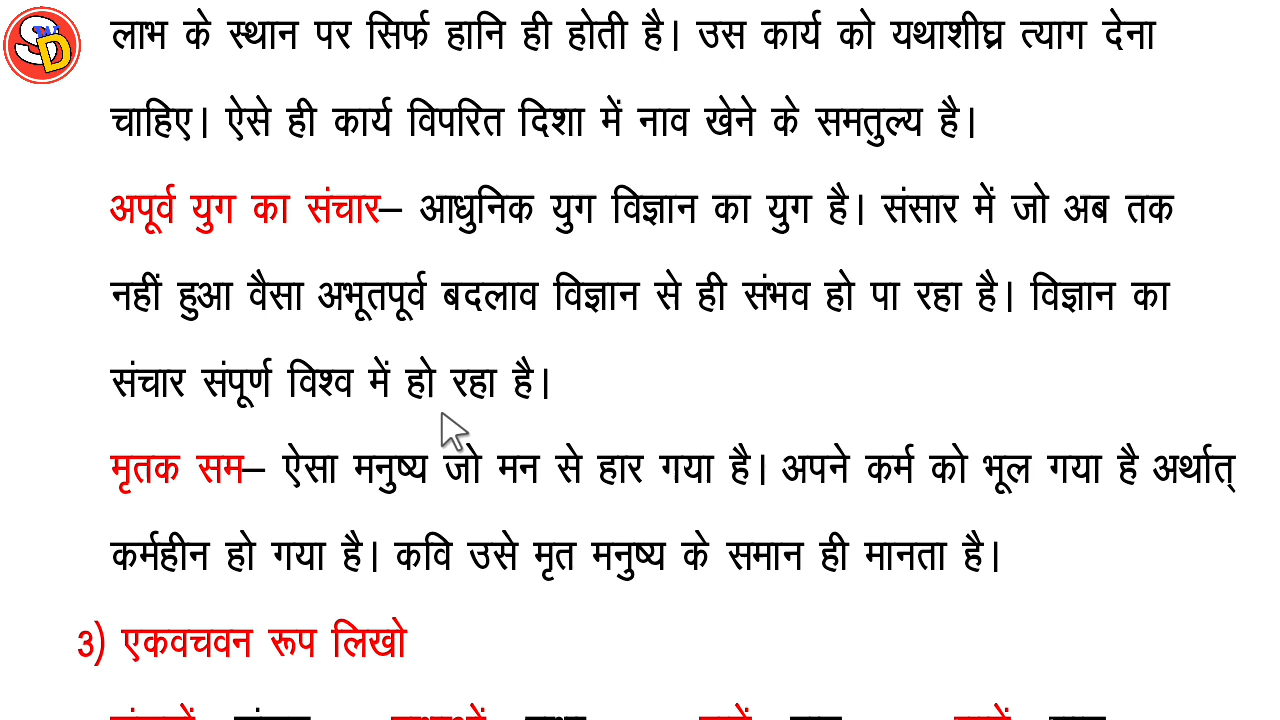 लाभ के स्थान पर सिर्फ हानि ही होती है। उस कार्य को यथाशीघ्र त्याग देना
चाहिए। ऐसे ही कार्य विपरित दिशा में नाव खेने के समतुल्य है।
अपूर्व युग का संचार– आधुनिक युग विज्ञान का युग है। संसार में जो अब तक
नहीं हुआ वैसा अभूतपूर्व बदलाव विज्ञान से ही संभव हो पा रहा है। विज्ञान का
संचार संपूर्ण विश्व में हो रहा है।
मृतक सम– ऐसा मनुष्य जो मन से हार गया है। अपने कर्म को भूल गया है अर्थात्
कर्महीन हो गया है। कवि उसे मृत मनुष्य के समान ही मानता है।
३) एकवचवन रूप लिखो